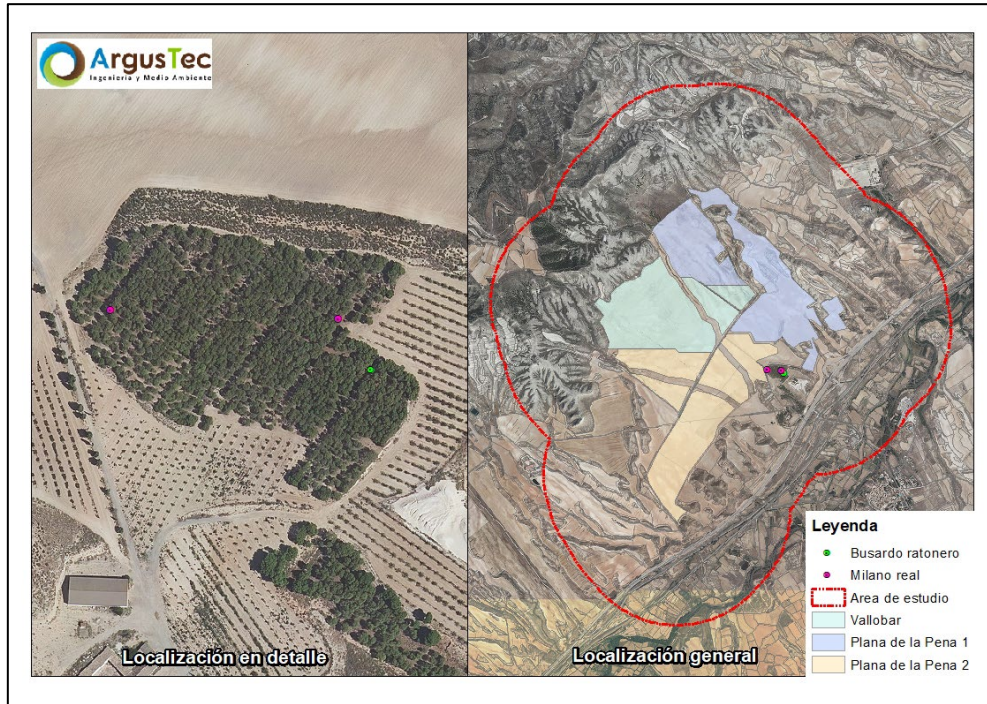 ArgusTec
Ingeniería y Medio Ambiente
Localización en detalle
Localización general
Leyenda
Busardo ratonero
Milano real
Area de estudio
Vallobar
Plana de la Pena 1
Plana de la Pena 2